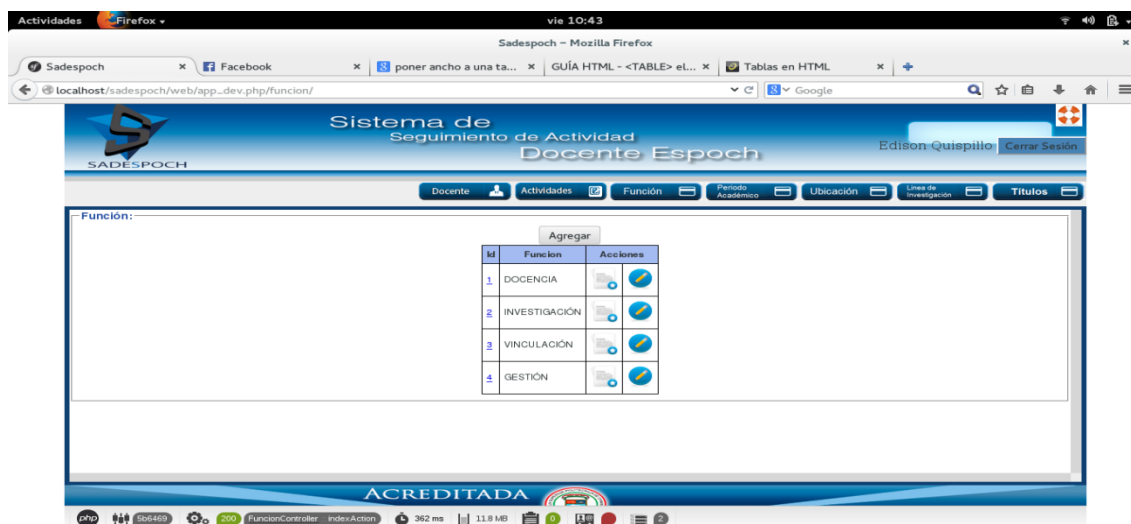 Actividades Firefox vie 10:43
Sadespoch - Mozilla Firefox
Sadespoch Facebook poner ancho a una ta... GUÍA HTML - <TABLE> el... Tablas en HTML
localhost/sadespoch/web/app_dev.php/funcion/ Google
SADESPOCH
Sistema de
Seguimiento de Actividad
Docente Espoch
Edison Quispillo Cerrar Sesión
Docente Actividades Función Periodo Académico Ubicación Linea de Investigación Titulos
Función:
Agregar
Id Funcion Acciones
1 DOCENCIA
2 INVESTIGACIÓN
3 VINCULACIÓN
4 GESTIÓN
ACREDITADA
php 5b6469 200 FuncionController indexAction 362 ms 11.8 MB 0 2